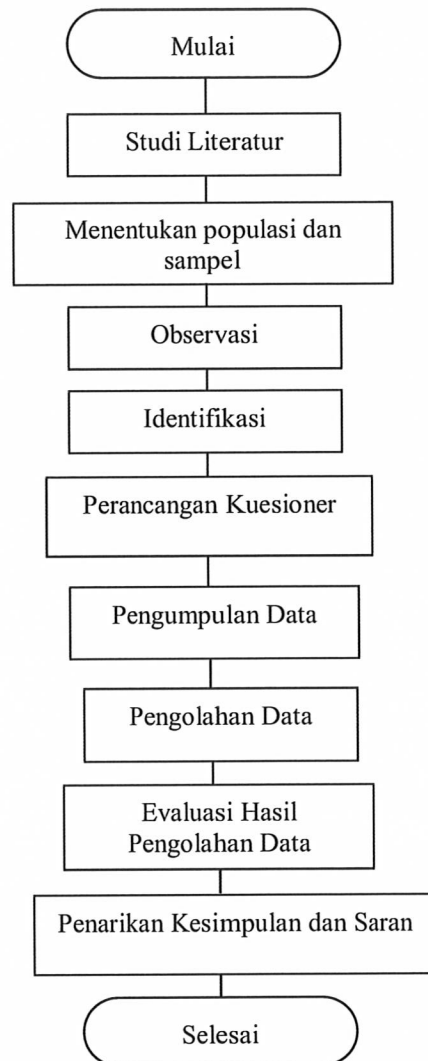 Mulai
Studi Literatur
Menentukan populasi dan
sampel
Observasi
Identifikasi
Perancangan Kuesioner
Pengumpulan Data
Pengolahan Data
Evaluasi Hasil
Pengolahan Data
Penarikan Kesimpulan dan Saran
Selesai